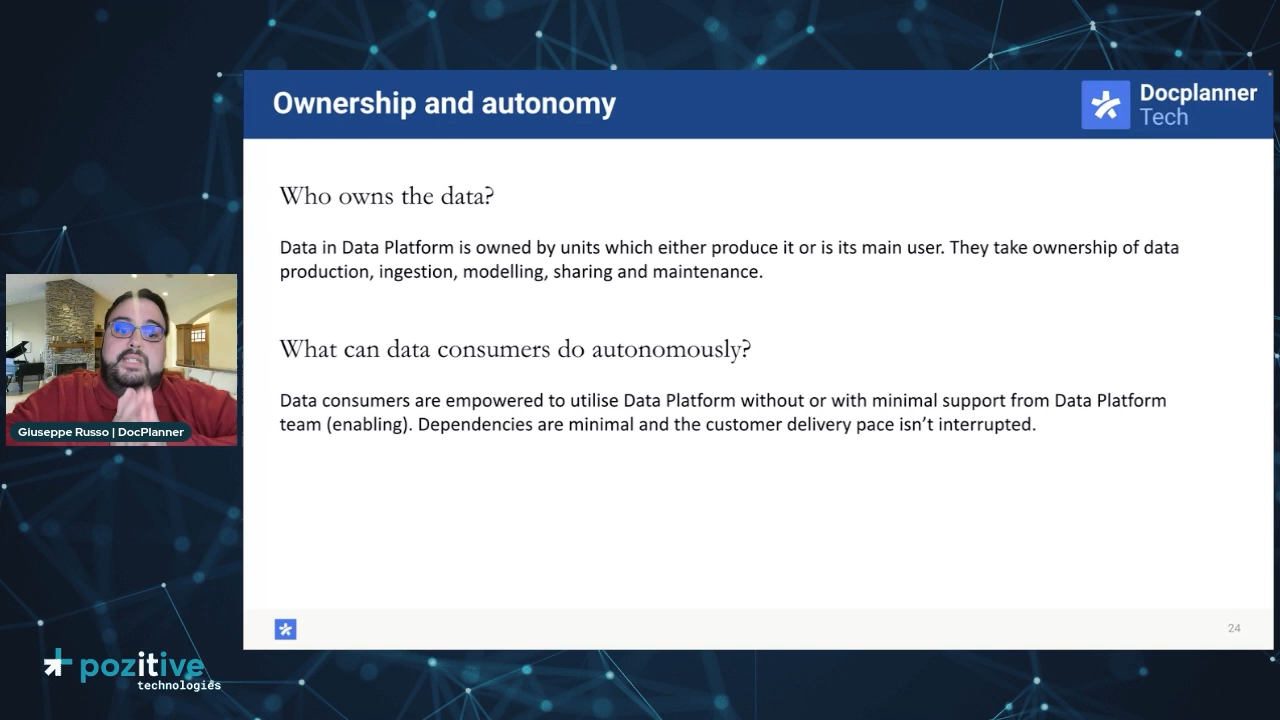 Ownership and autonomy
Docplanner
Tech
Who owns the data?
Data in Data Platform is owned by units which either produce it or is its main user. They take ownership of data
production, ingestion, modelling, sharing and maintenance.
What can data consumers do autonomously?
Data consumers are empowered to utilise Data Platform without or with minimal support from Data Platform
team (enabling). Dependencies are minimal and the customer delivery pace isn’t interrupted.
Giuseppe Russo | DocPlanner
24
pozitive
technologies